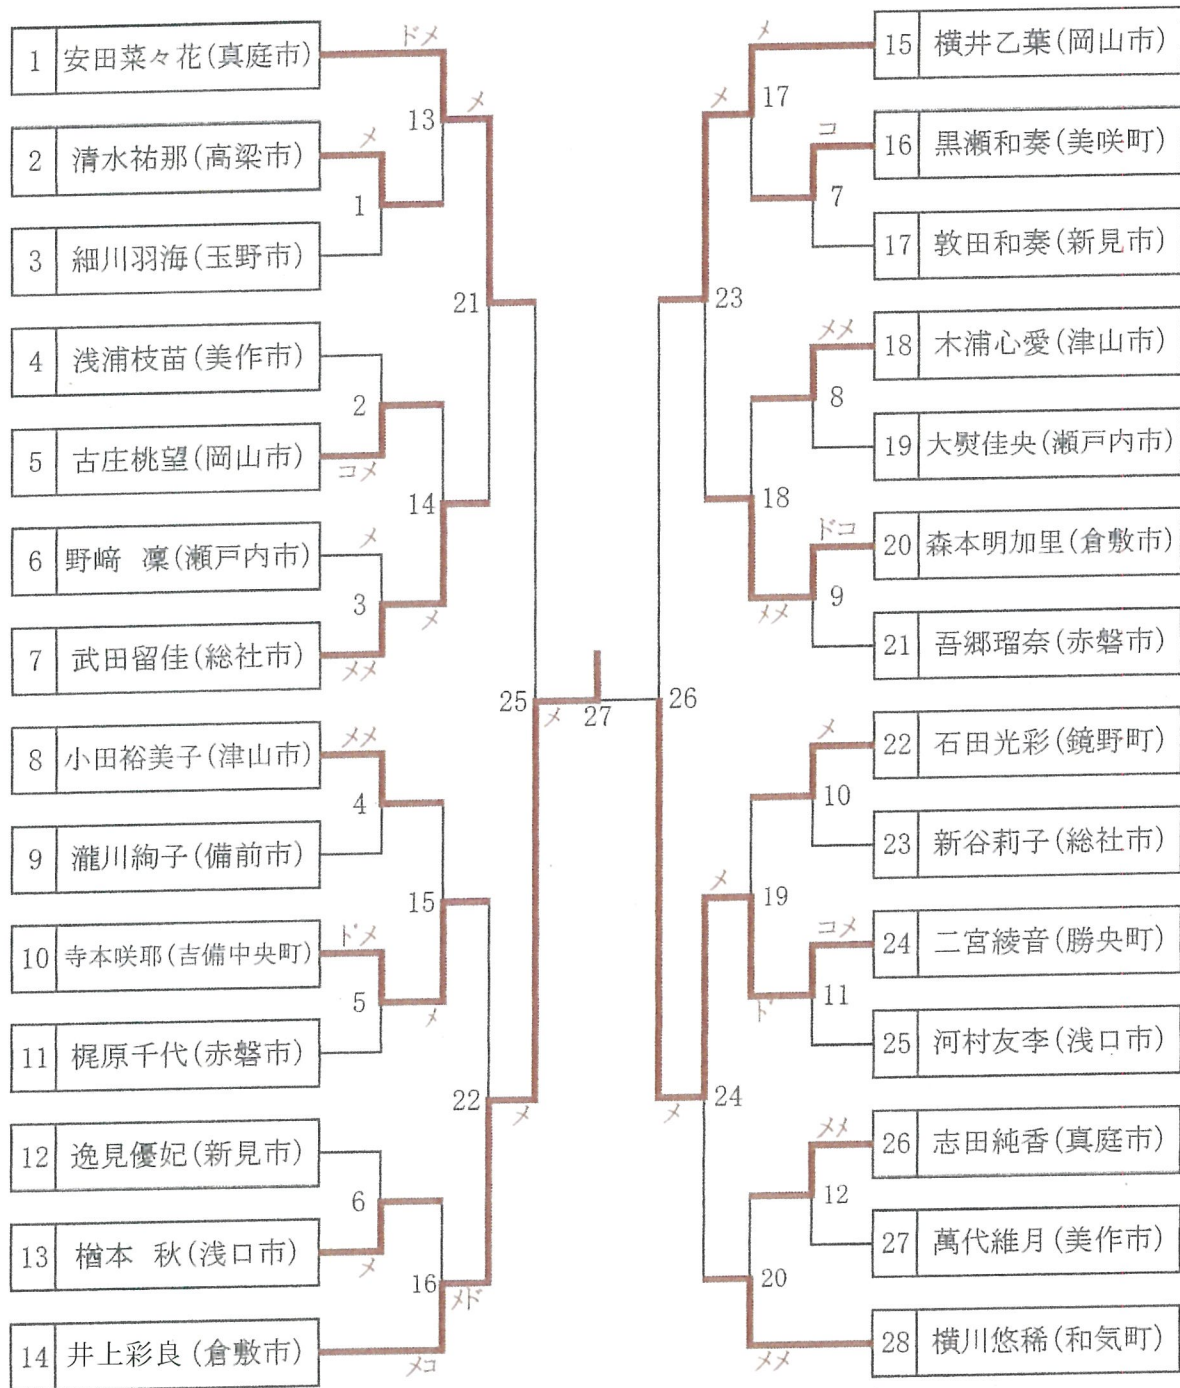 1 安田菜々花(真庭市)
2 清水祐那(高梁市)
3 細川羽海(玉野市)
4 浅浦枝苗(美作市)
5 古庄桃望(岡山市)
6 野﨑 凜(瀬戸内市)
7 武田留佳(総社市)
8 小田裕美子(津山市)
9 瀧川絢子(備前市)
10 寺本咲耶(吉備中央町)
11 梶原千代(赤磐市)
12 逸見優妃(新見市)
13 楢本 秋(浅口市)
14 井上彩良(倉敷市)
ドメ
メ
13
メ
1
21
2
コメ
14
メ
3
メ
メメ
メメ
4
15
ドメ
5
メ
22
メ
6
メ
16
メド
メコ
25
メ
27
26
メ
17
メ
コ
7
23
メメ
8
18
ドコ
9
メメ
メ
10
メ
19
コメ
11
ド
メ
24
メメ
12
20
メメ
15 横井乙葉(岡山市)
16 黒瀬和奏(美咲町)
17 敦田和奏(新見市)
18 木浦心愛(津山市)
19 大熨佳央(瀬戸内市)
20 森本明加里(倉敷市)
21 吾郷瑠奈(赤磐市)
22 石田光彩(鏡野町)
23 新谷莉子(総社市)
24 二宮綾音(勝央町)
25 河村友李(浅口市)
26 志田純香(真庭市)
27 萬代維月(美作市)
28 横川悠稀(和気町)